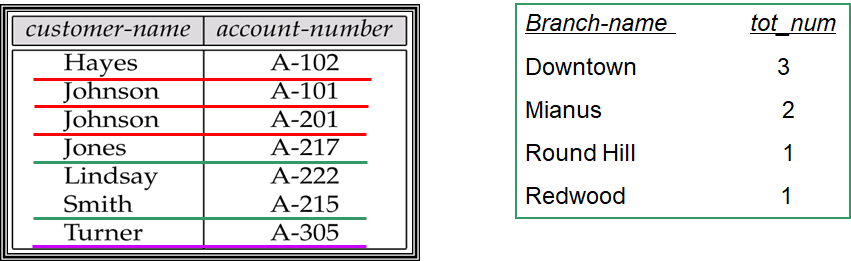 customer-name account-number
Hayes A-102
Johnson A-101
Johnson A-201
Jones A-217
Lindsay A-222
Smith A-215
Turner A-305
Branch-name tot_num
Downtown 3
Mianus 2
Round Hill 1
Redwood 1